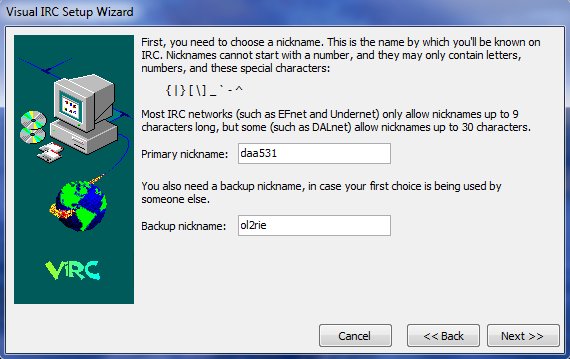 Visual IRC Setup Wizard
First, you need to choose a nickname. This is the name by which you'll be known on
IRC. Nicknames cannot start with a number, and they may only contain letters,
numbers, and these special characters:
{|}[\]_`-^
Most IRC networks (such as EFnet and Undernet) only allow nicknames up to 9
characters long, but some (such as DALnet) allow nicknames up to 30 characters.
Primary nickname: daa531
You also need a backup nickname, in case your first choice is being used by
someone else.
Backup nickname: ol2rie
ViRC
Cancel << Back Next >>